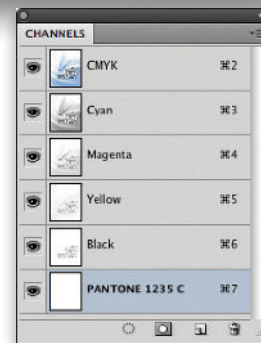 CHANNELS
CMYK ⌘2
Cyan ⌘3
Magenta ⌘4
Yellow ⌘5
Black ⌘6
PANTONE 1235 C ⌘7